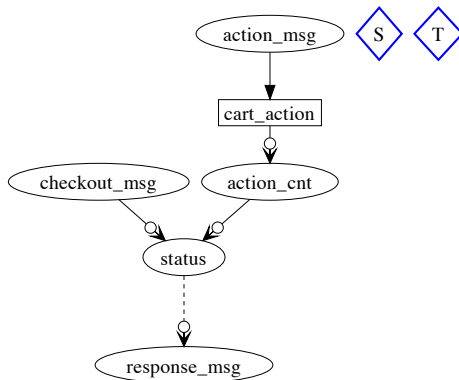 action_msg S T
cart_action
checkout_msg action_cnt
status
response_msg